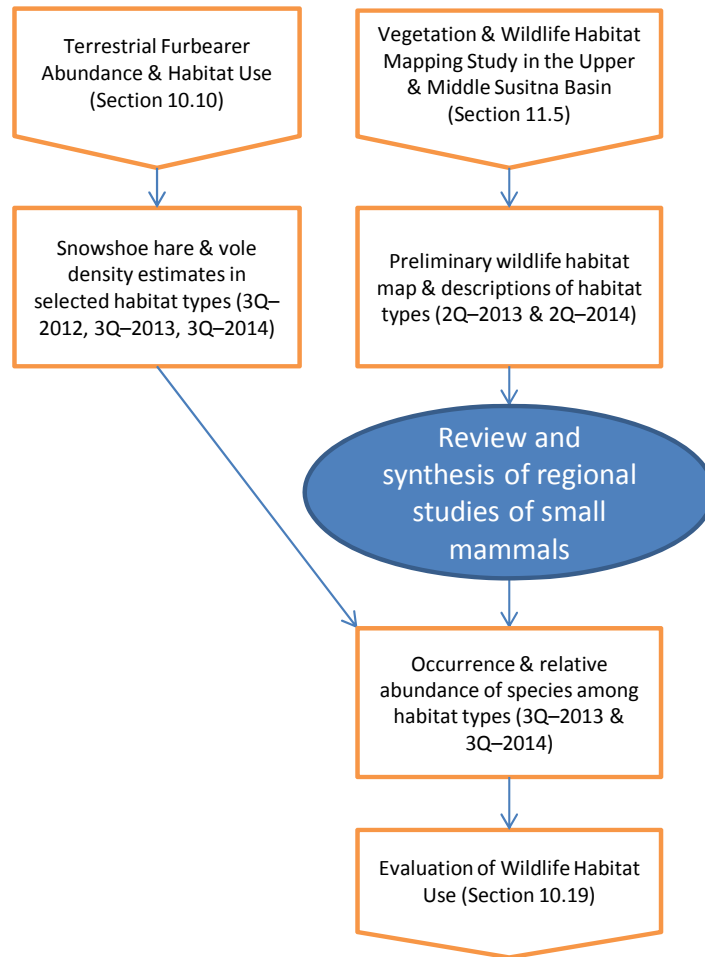 Terrestrial Furbearer
Abundance & Habitat Use
(Section 10.10)
Vegetation & Wildlife Habitat
Mapping Study in the Upper
& Middle Susitna Basin
(Section 11.5)
Snowshoe hare & vole
density estimates in
selected habitat types (3Q–
2012, 3Q–2013, 3Q–2014)
Preliminary wildlife habitat
map & descriptions of habitat
types (2Q–2013 & 2Q–2014)
Review and
synthesis of regional
studies of small
mammals
Occurrence & relative
abundance of species among
habitat types (3Q–2013 &
3Q–2014)
Evaluation of Wildlife Habitat
Use (Section 10.19)